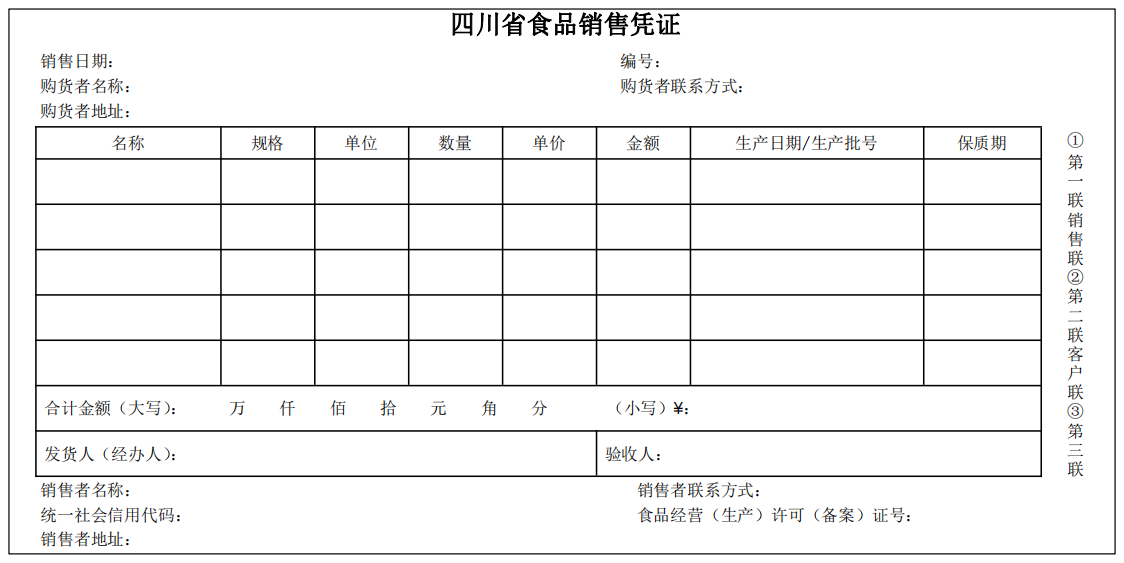 四川省食品销售凭证
销售日期: 编号:
购货者名称: 购货者联系方式:
购货者地址:
名称 规格 单位 数量 单价 金额 生产日期/生产批号 保质期
合计金额（大写）: 万 仟 佰 拾 元 角 分 （小写）¥:
发货人（经办人）: 验收人:
销售者名称: 销售者联系方式:
统一社会信用代码: 食品经营（生产）许可（备案）证号:
销售者地址:
①第一联销售联②第二联客户联③第三联